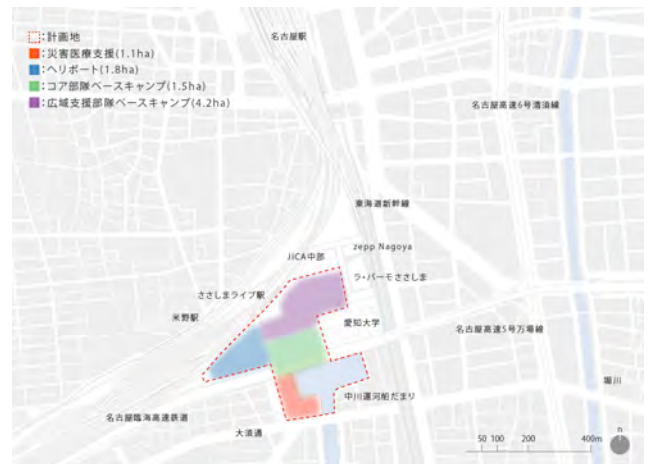 :計画地
:災害医療支援(1.1ha)
:ヘリポート(1.8ha)
:コア部隊ベースキャンプ(1.5ha)
:広域支援部隊ベースキャンプ(4.2ha)
名古屋駅
名古屋高速6号清須線
東海道新幹線
zepp Nagoya
JICA中部
ラ・バーモささしま
ささしまライブ駅
米野駅
愛知大学
名古屋高速5号万場線
堀川
中川運河船だまり
名古屋臨海高速鉄道
大須通
n
50 100 200 400m